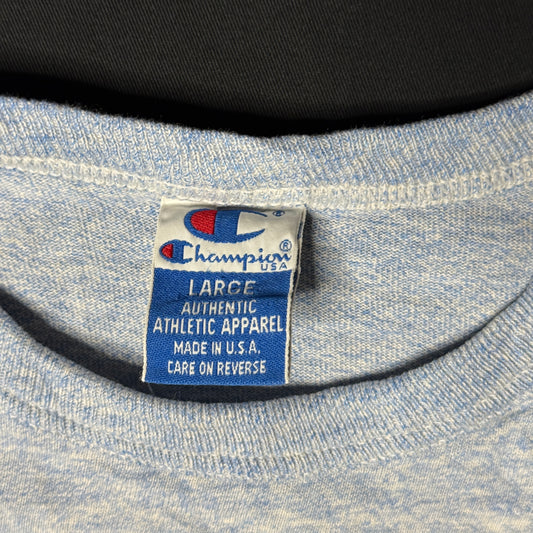 Champion®
USA
LARGE
AUTHENTIC
ATHLETIC APPAREL
MADE IN U.S.A.
CARE ON REVERSE